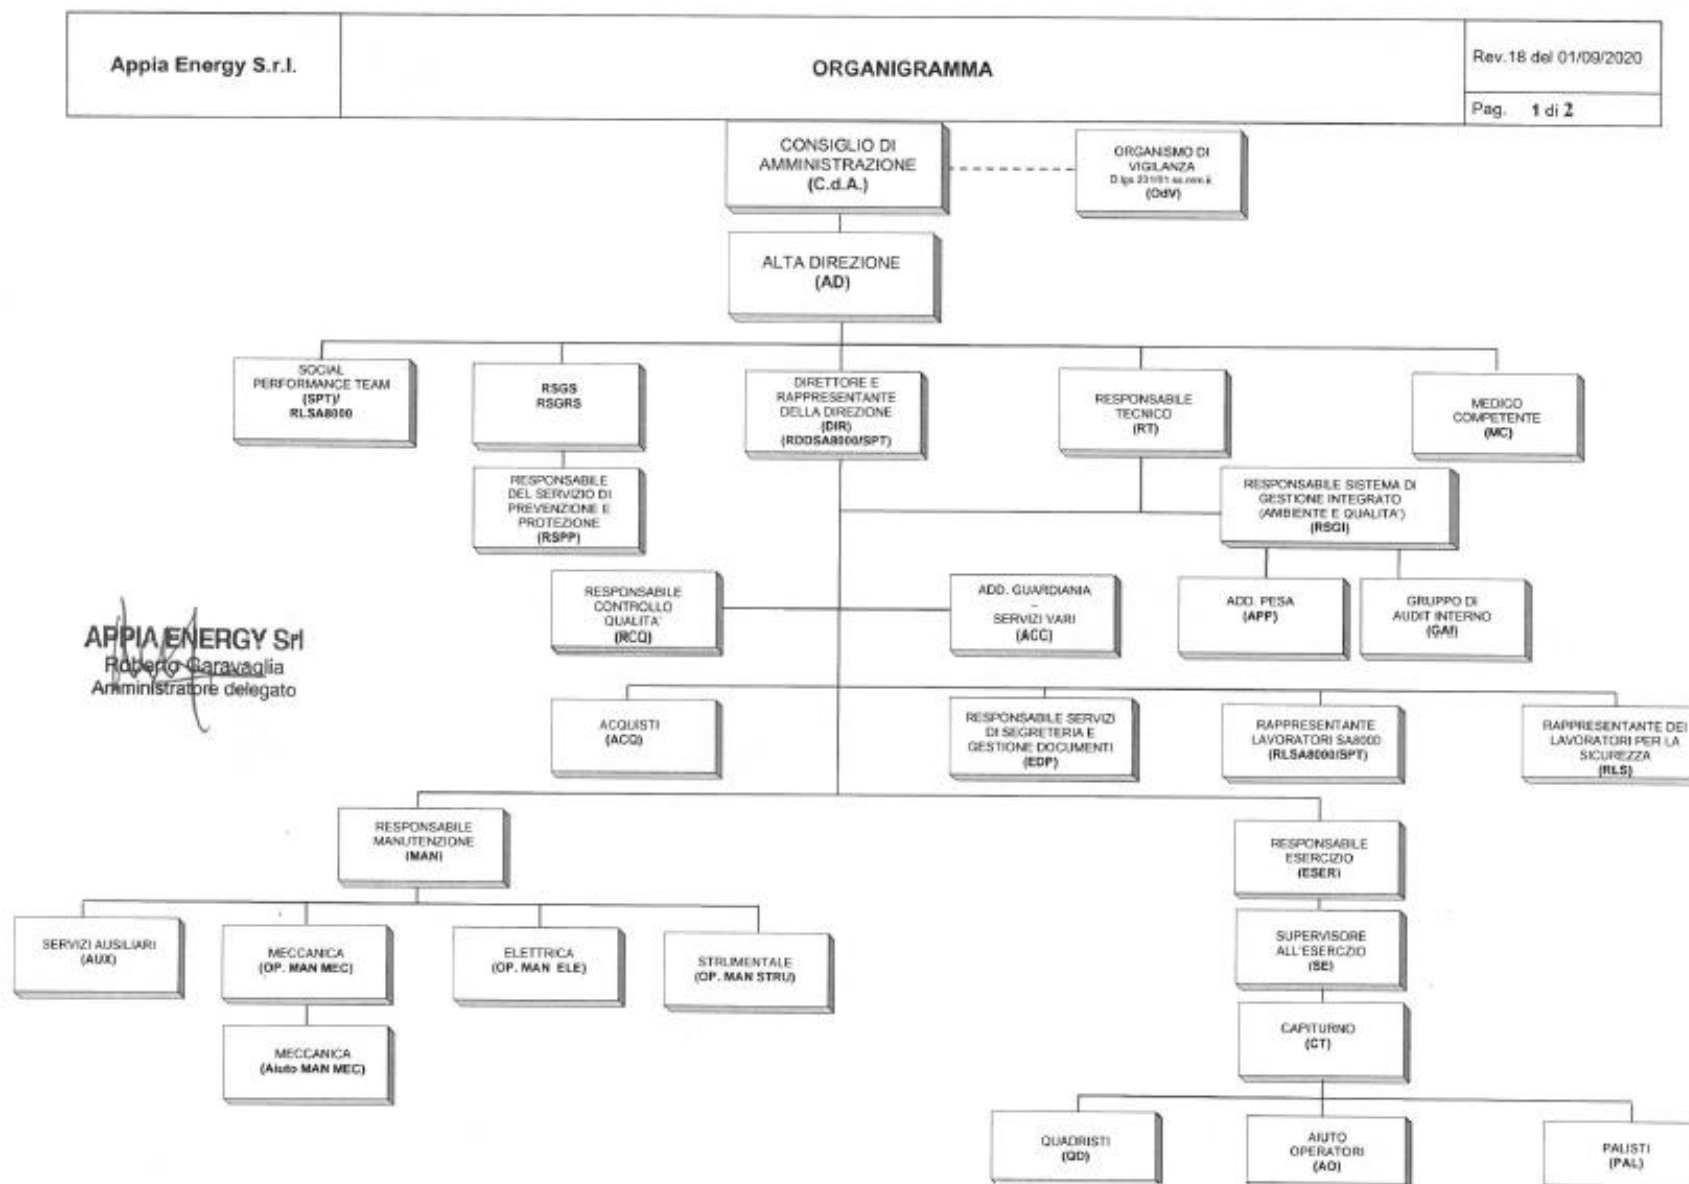 Appia Energy S.r.l.
ORGANIGRAMMA
Rev.18 del 01/09/2020
Pag. 1 di 2
CONSIGLIO DI
AMMINISTRAZIONE
(C.d.A.)
ORGANISMO DI
VIGILANZA
D.lgs 231/01 ss.mm.ii
(OdV)
ALTA DIREZIONE
(AD)
SOCIAL
PERFORMANCE TEAM
(SPT)/
RLSA8000
RSGS
RSGRS
DIRETTORE E
RAPPRESENTANTE
DELLA DIREZIONE
(DIR)
(RDDSA8000/SPT)
RESPONSABILE
TECNICO
(RT)
MEDICO
COMPETENTE
(MC)
RESPONSABILE
DEL SERVIZIO DI
PREVENZIONE E
PROTEZIONE
(RSPP)
RESPONSABILE SISTEMA DI
GESTIONE INTEGRATO
(AMBIENTE E QUALITA')
(RSGI)
RESPONSABILE
CONTROLLO
QUALITA'
(RCQ)
ADD. GUARDIANIA
–
SERVIZI VARI
(ACC)
ADD. PESA
(APP)
GRUPPO DI
AUDIT INTERNO
(GAI)
APPIA ENERGY Srl
Roberto Garavaglia
Amministratore delegato
ACQUISTI
(ACQ)
RESPONSABILE SERVIZI
DI SEGRETERIA E
GESTIONE DOCUMENTI
(EDP)
RAPPRESENTANTE
LAVORATORI SA8000
(RLSA8000/SPT)
RAPPRESENTANTE DEI
LAVORATORI PER LA
SICUREZZA
(RLS)
RESPONSABILE
MANUTENZIONE
(MAN)
RESPONSABILE
ESERCIZIO
(ESER)
SERVIZI AUSILIARI
(AUX)
MECCANICA
(OP. MAN MEC)
ELETTRICA
(OP. MAN ELE)
STRUMENTALE
(OP. MAN STRU)
SUPERVISORE
ALL'ESERCZIO
(SE)
MECCANICA
(Aiuto MAN MEC)
CAPITURNO
(CT)
QUADRISTI
(QD)
AIUTO
OPERATORI
(AO)
PALISTI
(PAL)